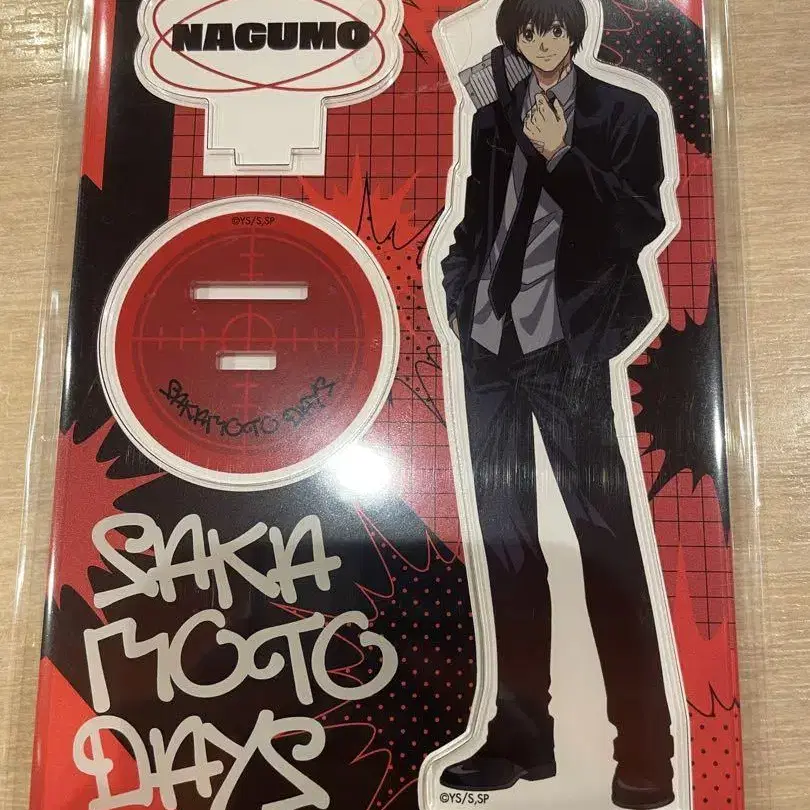 NAGUMO
©YS/S,SP
SAKAMOTO DAYS
SAKA
MOTO
DAYS
©YS/S,SP